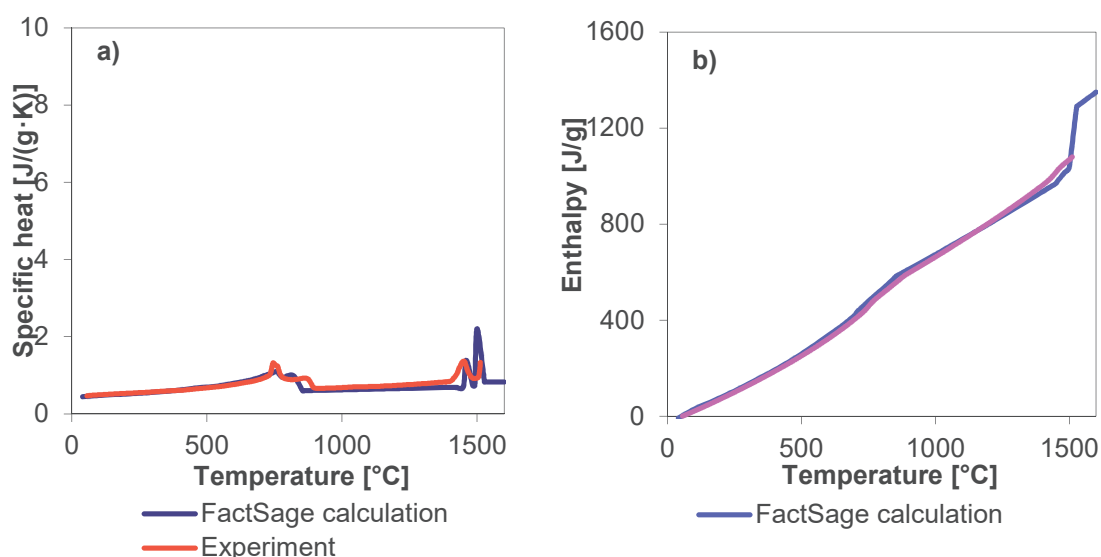 a)
10
8
6
4
2
0
Specific heat [J/(g·K)]
0
500
1000
1500
Temperature [°C]
FactSage calculation
Experiment
b)
1600
1200
800
400
0
Enthalpy [J/g]
0
500
1000
1500
Temperature [°C]
FactSage calculation